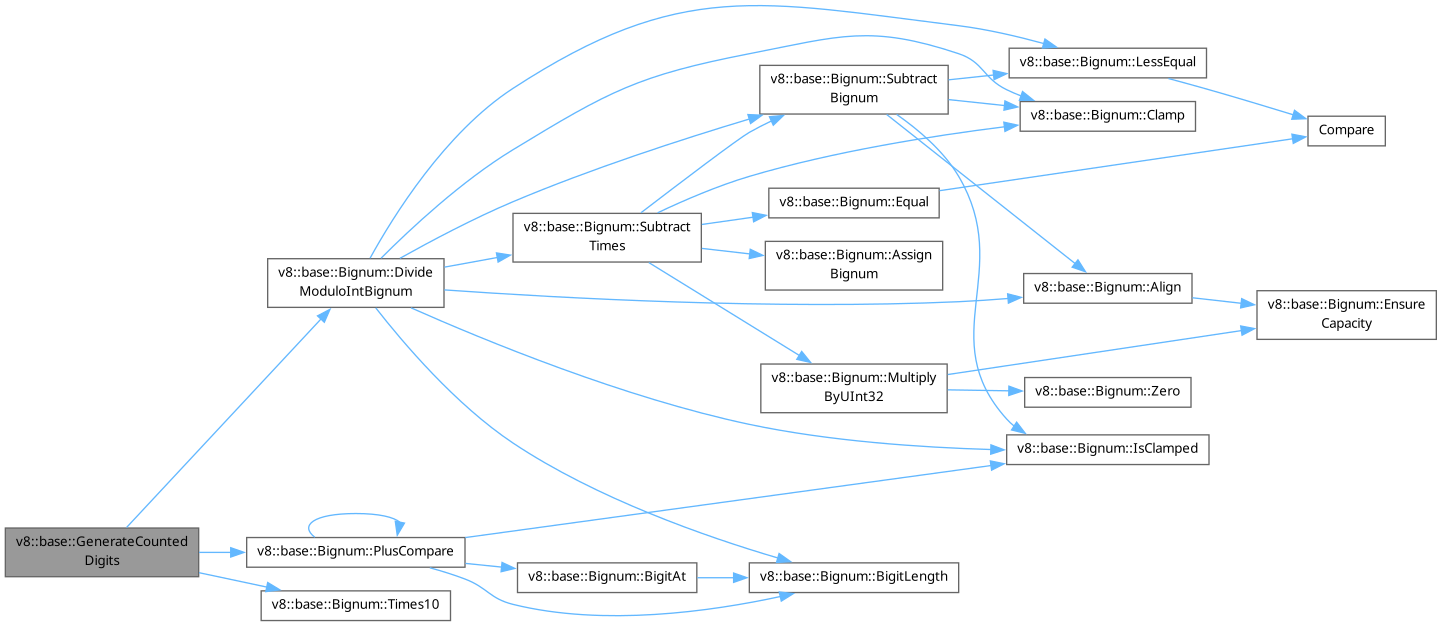 v8::base::Bignum::LessEqual
v8::base::Bignum::Subtract
Bignum
v8::base::Bignum::Clamp
Compare
v8::base::Bignum::Equal
v8::base::Bignum::Subtract
Times
v8::base::Bignum::Assign
Bignum
v8::base::Bignum::Divide
ModuloIntBignum
v8::base::Bignum::Align
v8::base::Bignum::Ensure
Capacity
v8::base::Bignum::Multiply
ByUInt32
v8::base::Bignum::Zero
v8::base::Bignum::IsClamped
v8::base::GenerateCounted
Digits
v8::base::Bignum::PlusCompare
v8::base::Bignum::BigitAt
v8::base::Bignum::BigitLength
v8::base::Bignum::Times10